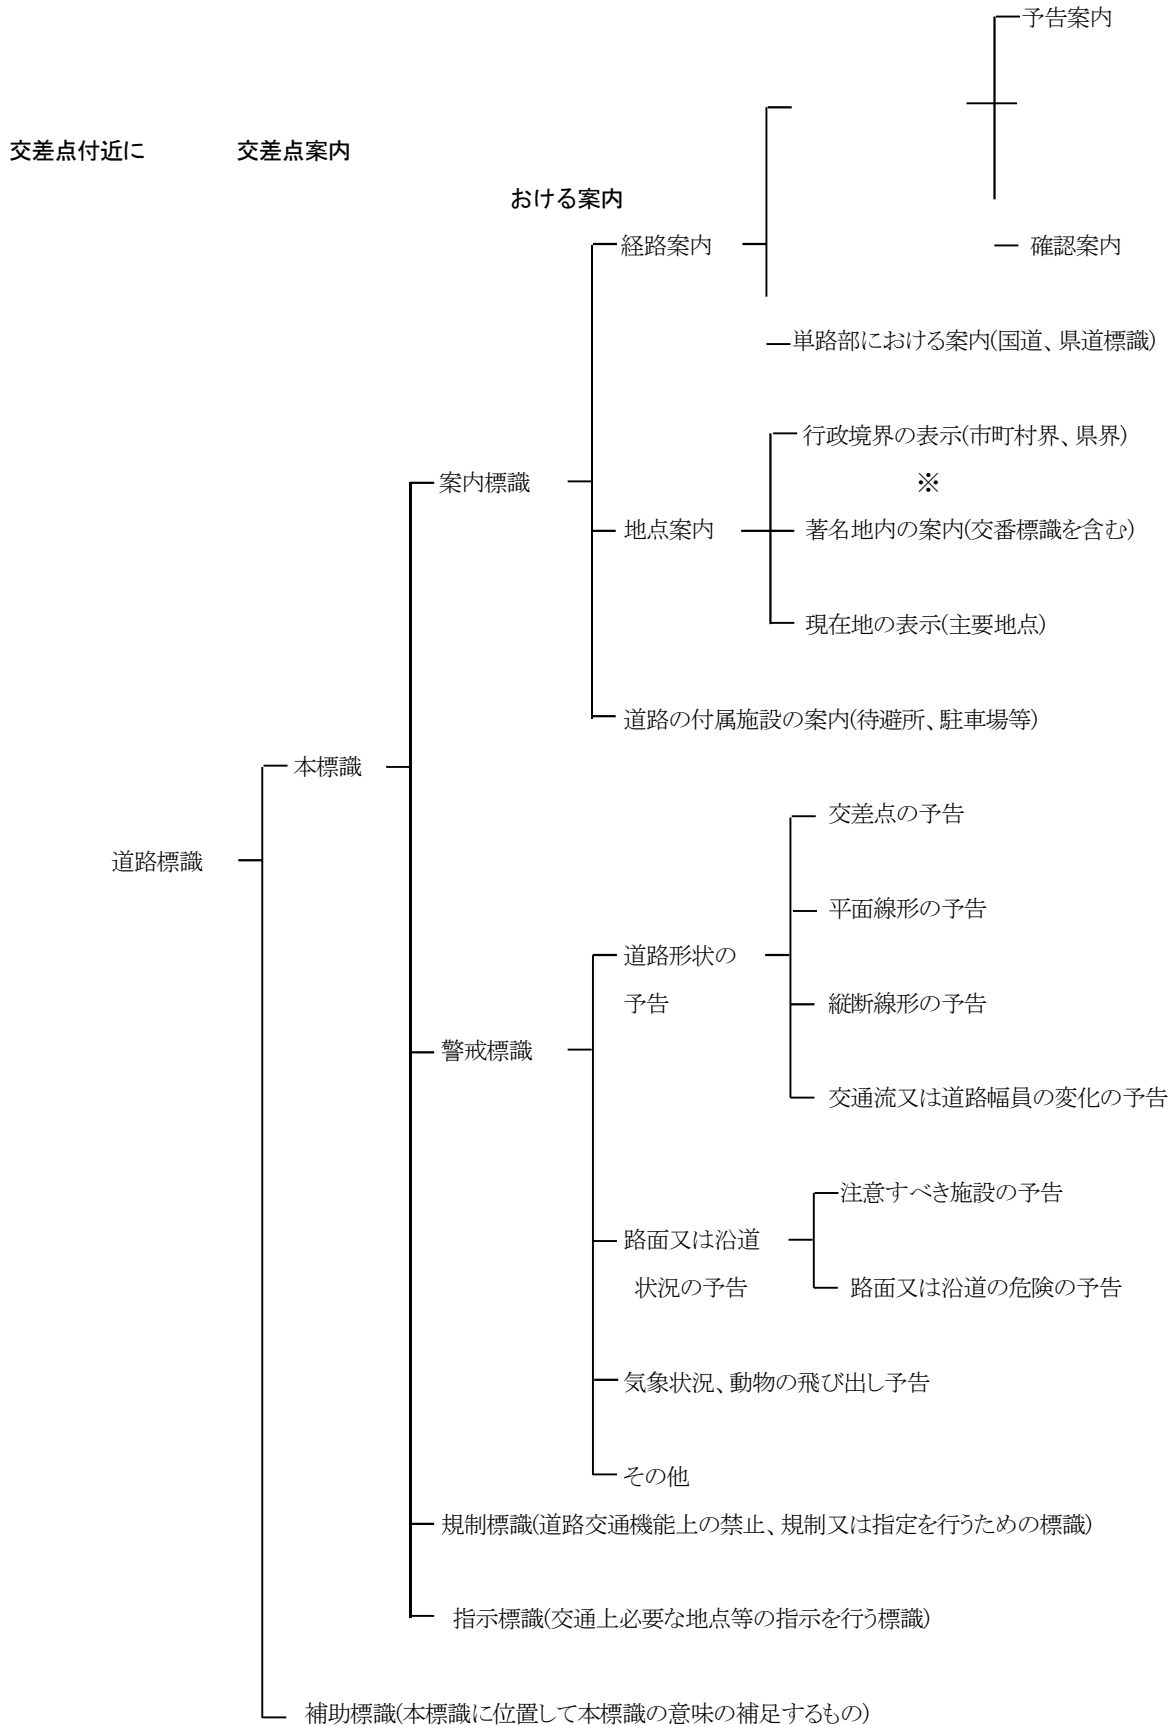 予告案内
交差点付近に 交差点案内
おける案内
経路案内
確認案内
単路部における案内(国道、県道標識)
行政境界の表示(市町村界、県界)
※
案内標識
地点案内
著名地内の案内(交番標識を含む)
現在地の表示(主要地点)
道路の付属施設の案内(待避所、駐車場等)
本標識
交差点の予告
道路標識
平面線形の予告
道路形状の
予告
縦断線形の予告
警戒標識
交通流又は道路幅員の変化の予告
注意すべき施設の予告
路面又は沿道
状況の予告
路面又は沿道の危険の予告
気象状況、動物の飛び出し予告
その他
規制標識(道路交通機能上の禁止、規制又は指定を行うための標識)
指示標識(交通上必要な地点等の指示を行う標識)
補助標識(本標識に位置して本標識の意味の補足するもの)